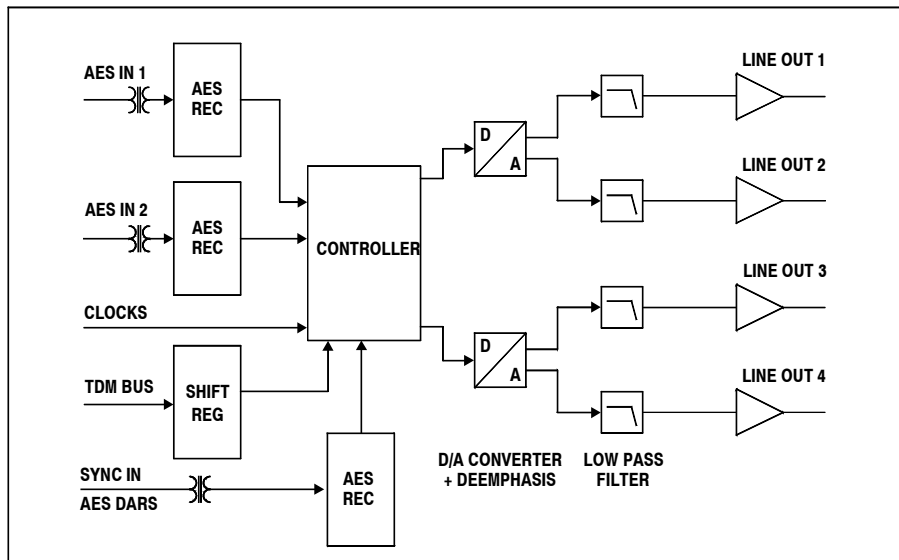 AES IN 1
AES
REC
AES IN 2
AES
REC
CLOCKS
TDM BUS
SHIFT
REG
SYNC IN
AES DARS
AES
REC
CONTROLLER
D
A
D
A
D/A CONVERTER
+ DEEMPHASIS
LOW PASS
FILTER
LINE OUT 1
LINE OUT 2
LINE OUT 3
LINE OUT 4